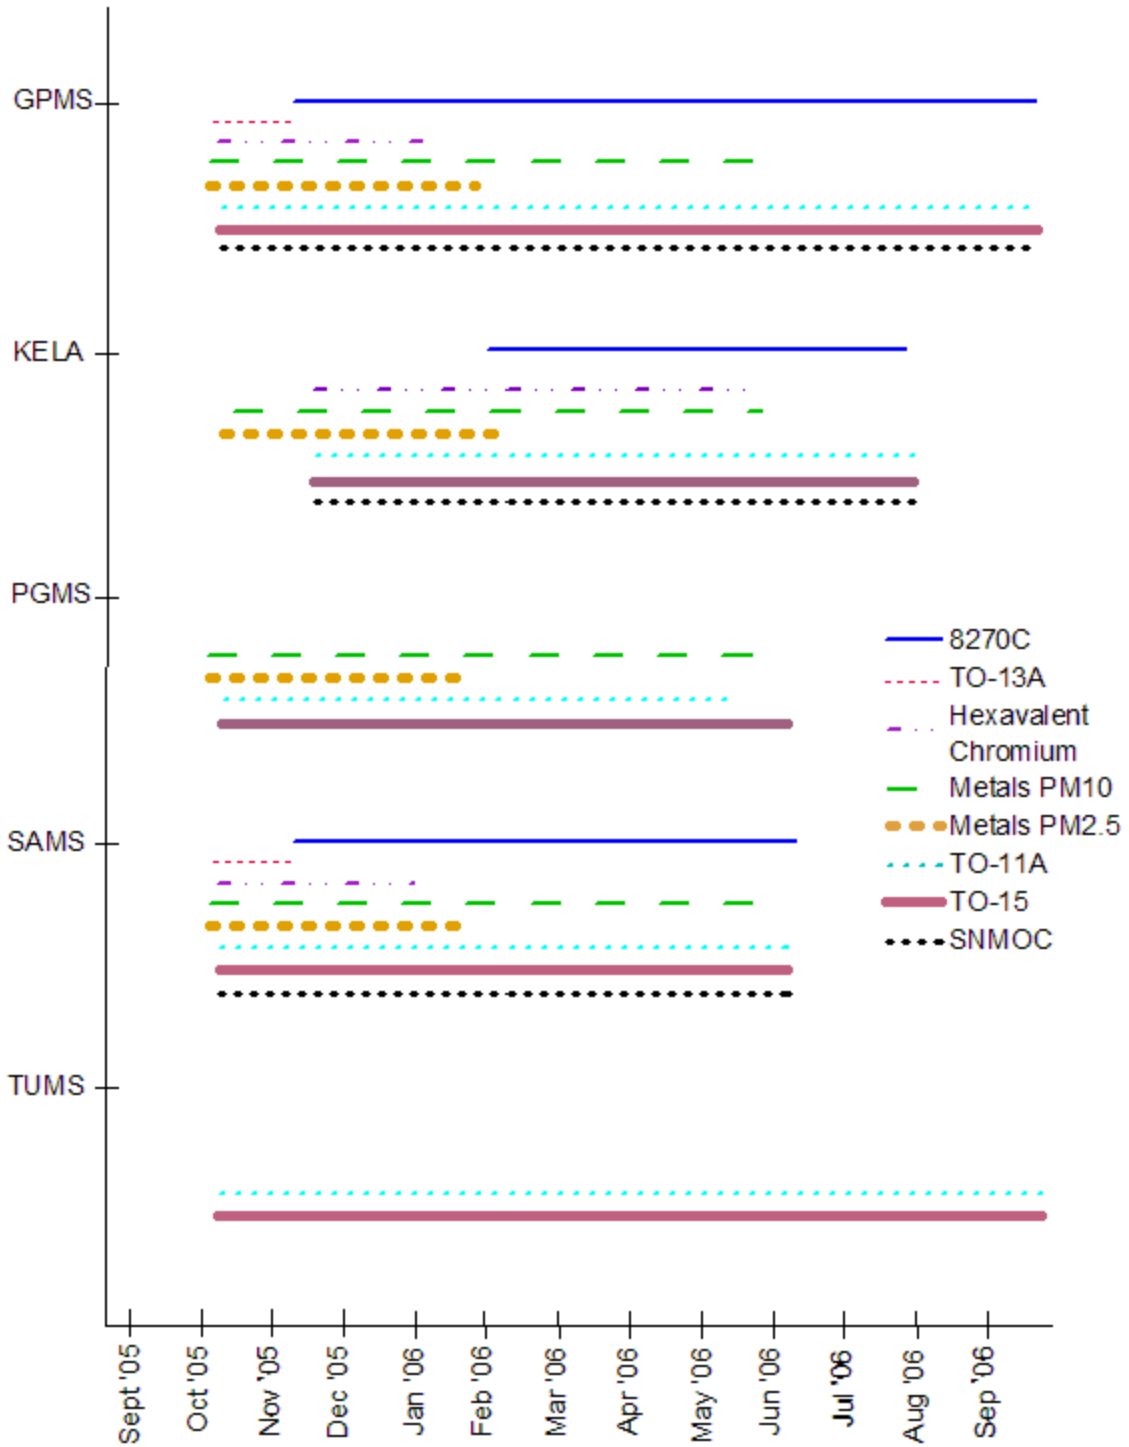 GPMS
KELA
PGMS
SAMS
TUMS
8270C
TO-13A
Hexavalent
Chromium
Metals PM10
Metals PM2.5
TO-11A
TO-15
SNMOC
Sept '05
Oct '05
Nov '05
Dec '05
Jan '06
Feb '06
Mar '06
Apr '06
May '06
Jun '06
Jul '06
Aug '06
Sep '06